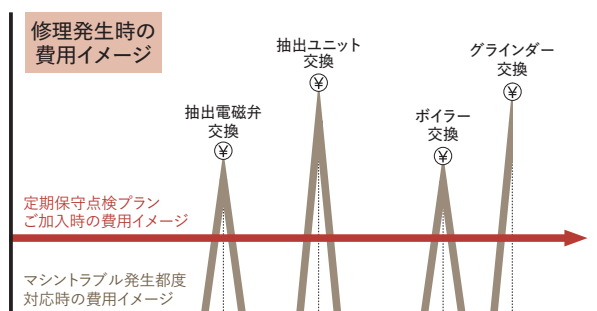 修理発生時の
費用イメージ
抽出ユニット
交換
¥
グラインダー
交換
¥
抽出電磁弁
交換
¥
ボイラー
交換
¥
定期保守点検プラン
ご加入時の費用イメージ
マシントラブル発生都度
対応時の費用イメージ